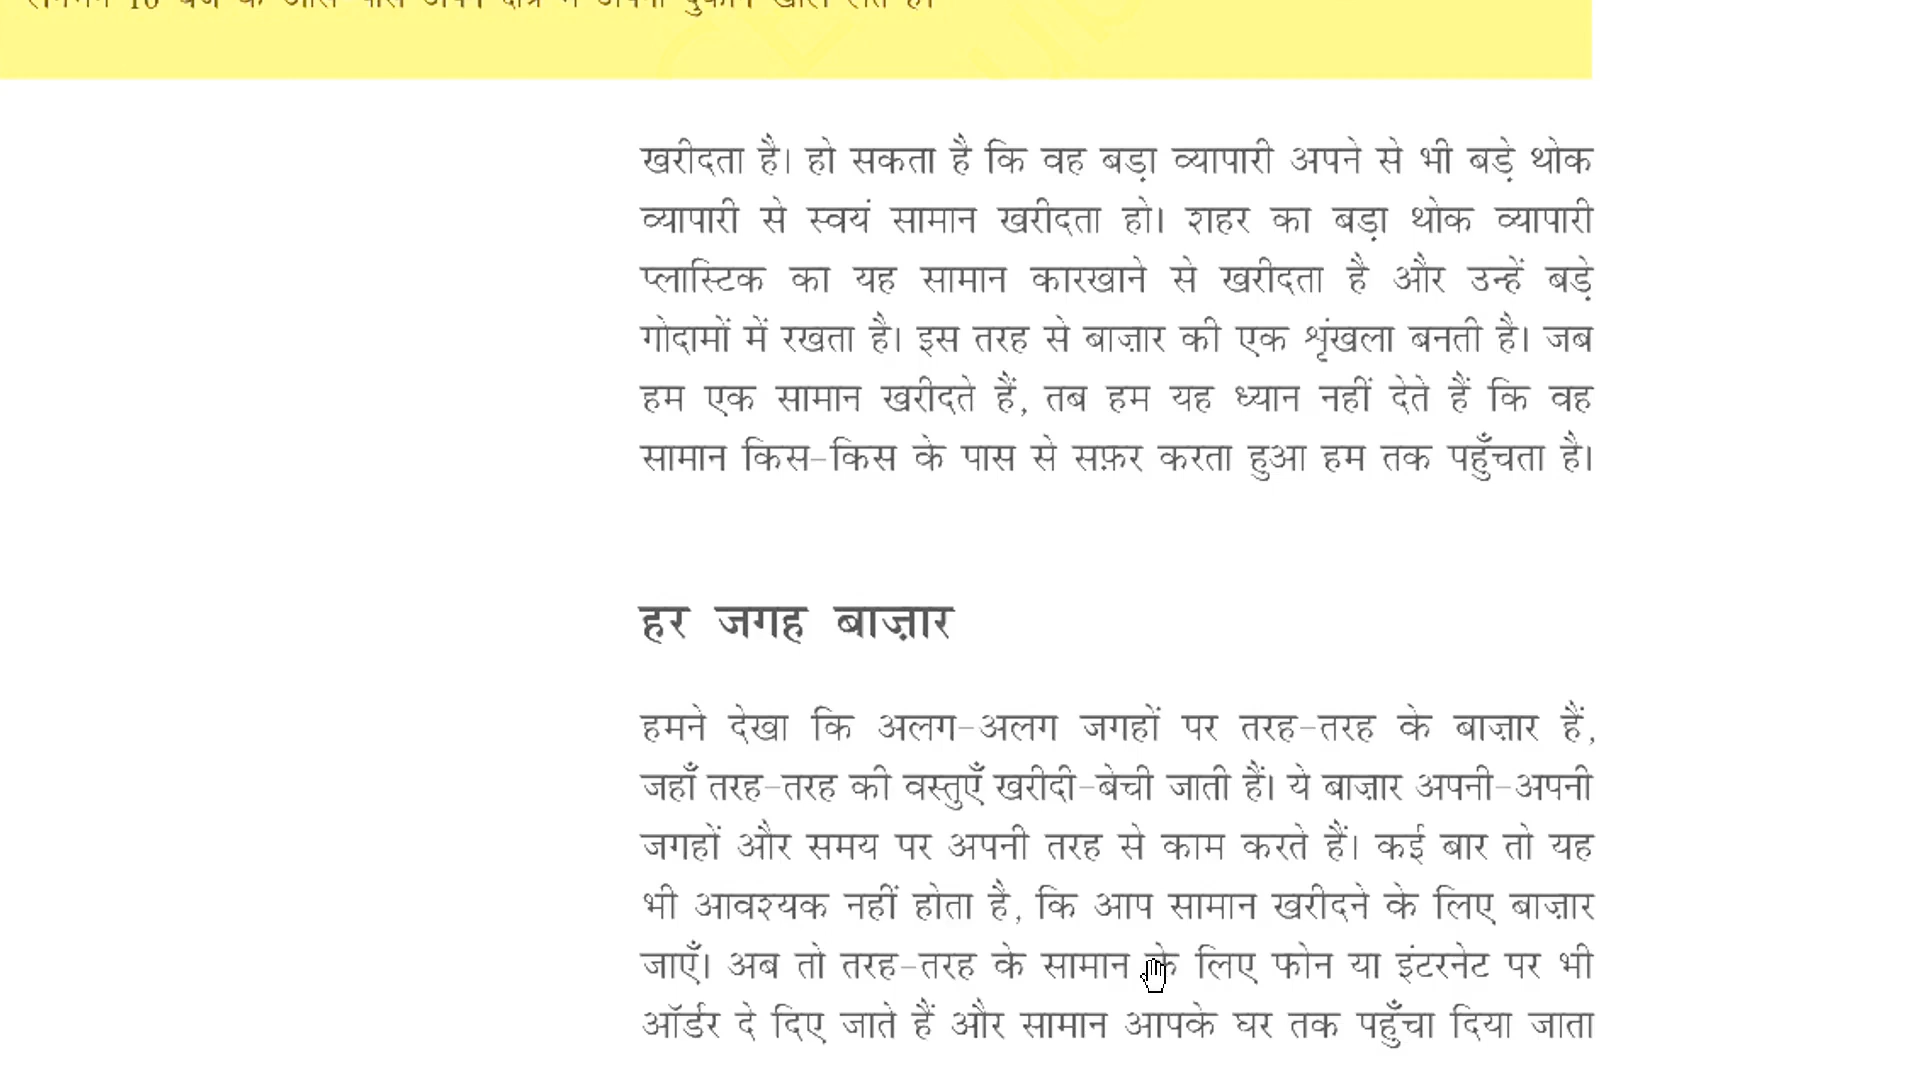 खरीदता है। हो सकता है कि वह बड़ा व्यापारी अपने से भी बड़े थोक
व्यापारी से स्वयं सामान खरीदता हो। शहर का बड़ा थोक व्यापारी
प्लास्टिक का यह सामान कारखाने से खरीदता है और उन्हें बड़े
गोदामों में रखता है। इस तरह से बाज़ार की एक शृंखला बनती है। जब
हम एक सामान खरीदते हैं, तब हम यह ध्यान नहीं देते हैं कि वह
सामान किस-किस के पास से सफ़र करता हुआ हम तक पहुँचता है।
हर जगह बाज़ार
हमने देखा कि अलग-अलग जगहों पर तरह-तरह के बाज़ार हैं,
जहाँ तरह-तरह की वस्तुएँ खरीदी-बेची जाती हैं। ये बाज़ार अपनी-अपनी
जगहों और समय पर अपनी तरह से काम करते हैं। कई बार तो यह
भी आवश्यक नहीं होता है, कि आप सामान खरीदने के लिए बाज़ार
जाएँ। अब तो तरह-तरह के सामान के लिए फोन या इंटरनेट पर भी
ऑर्डर दे दिए जाते हैं और सामान आपके घर तक पहुँचा दिया जाता